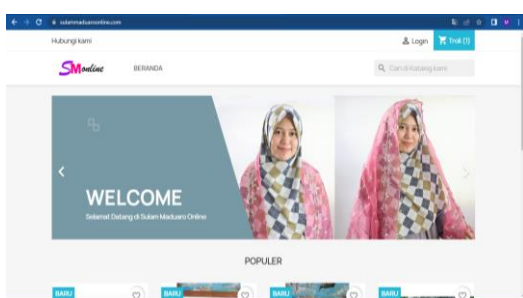 sulammaduaroonline.com
Hubungi kami
Login
Troli (1)
SMonline
BERANDA
Cari di katalog kami
WELCOME
Selamat Datang di Sulam Maduaro Online
POPULER
BARU
BARU
BARU
BARU